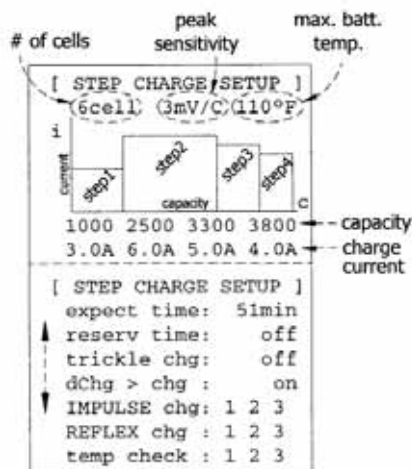 # of cells
peak
sensitivity
max. batt.
temp.
[ STEP CHARGE SETUP ]
6cell 3mV/C 110°F
i
current
step1
step2
step3
step4
capacity
C
1000 2500 3300 3800
capacity
3.0A 6.0A 5.0A 4.0A
charge
current
[ STEP CHARGE SETUP ]
expect time: 51min
reserv time: off
trickle chg: off
dChg > chg : on
IMPULSE chg: 1 2 3
REFLEX chg : 1 2 3
temp check : 1 2 3